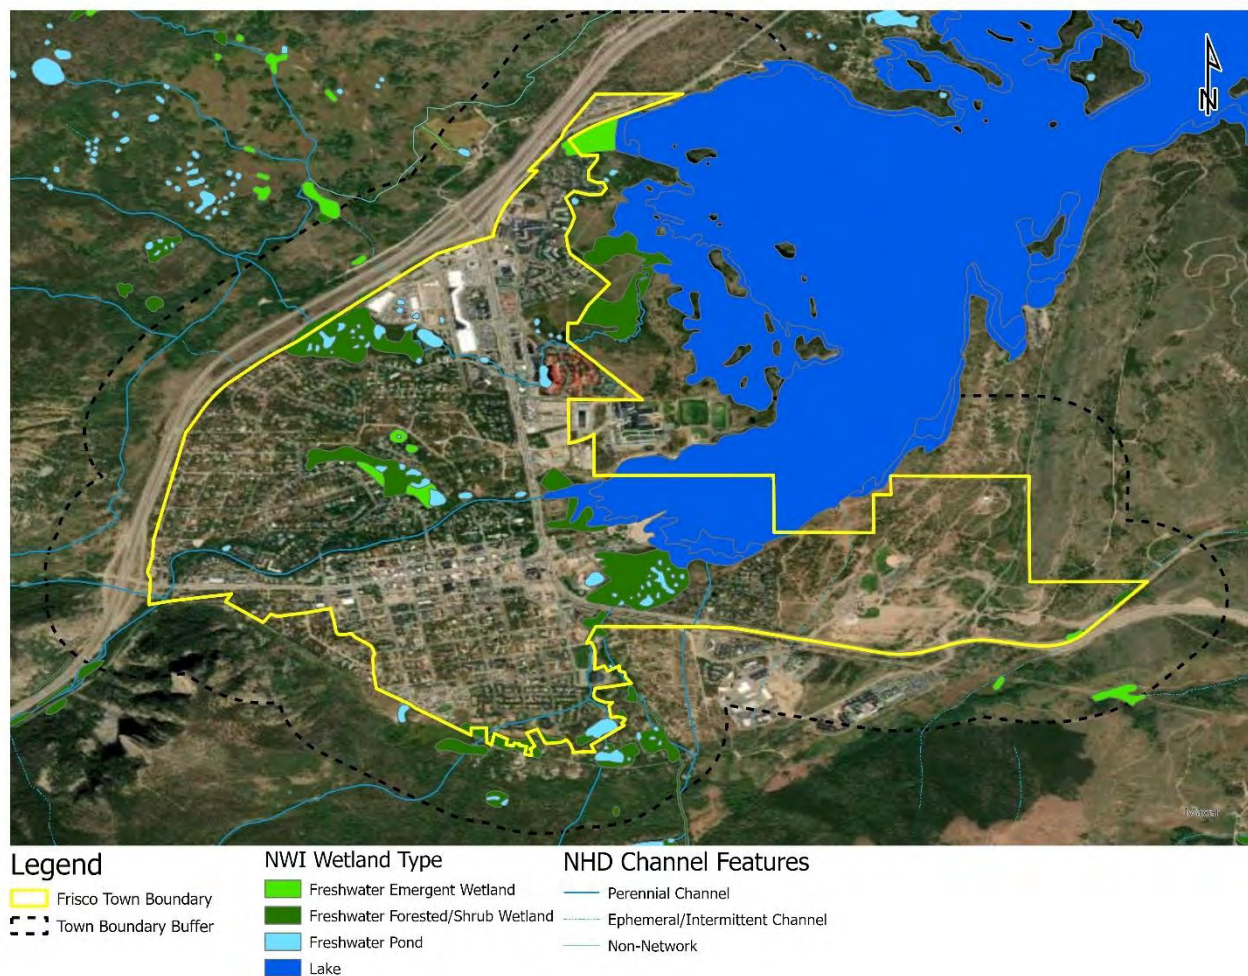 N
Maxar
Legend
Frisco Town Boundary
Town Boundary Buffer
NWI Wetland Type
Freshwater Emergent Wetland
Freshwater Forested/Shrub Wetland
Freshwater Pond
Lake
NHD Channel Features
Perennial Channel
Ephemeral/Intermittent Channel
Non-Network